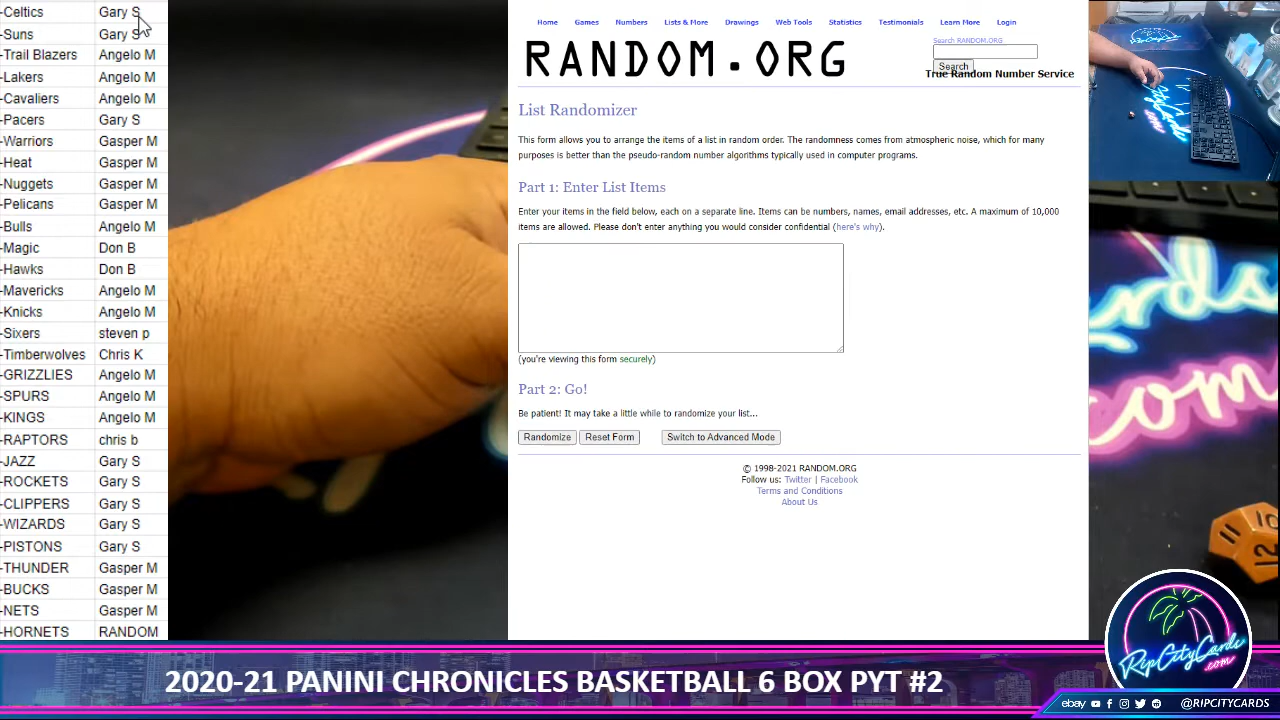 -Celtics Gary S
-Suns Gary S
-Trail Blazers Angelo M
-Lakers Angelo M
-Cavaliers Angelo M
-Pacers Gary S
-Warriors Gasper M
-Heat Gasper M
-Nuggets Gasper M
-Pelicans Gasper M
-Bulls Angelo M
-Magic Don B
-Hawks Don B
-Mavericks Angelo M
-Knicks Angelo M
-Sixers steven p
-Timberwolves Chris K
-GRIZZLIES Angelo M
-SPURS Angelo M
-KINGS Angelo M
-RAPTORS chris b
-JAZZ Gary S
-ROCKETS Gary S
-CLIPPERS Gary S
-WIZARDS Gary S
-PISTONS Gary S
-THUNDER Gasper M
-BUCKS Gasper M
-NETS Gasper M
-HORNETS RANDOM
Home Games Numbers Lists & More Drawings Web Tools Statistics Testimonials Learn More Login
RANDOM.ORG
Search RANDOM.ORG
Search
True Random Number Service
List Randomizer
This form allows you to arrange the items of a list in random order. The randomness comes from atmospheric noise, which for many
purposes is better than the pseudo-random number algorithms typically used in computer programs.
Part 1: Enter List Items
Enter your items in the field below, each on a separate line. Items can be numbers, names, email addresses, etc. A maximum of 10,000
items are allowed. Please don't enter anything you would consider confidential (here's why).
(you're viewing this form securely)
Part 2: Go!
Be patient! It may take a little while to randomize your list...
Randomize Reset Form Switch to Advanced Mode
© 1998-2021 RANDOM.ORG
Follow us: Twitter | Facebook
Terms and Conditions
About Us
ards
com
10
12
RipCityCards
.com
2020-21 PANINI CHRONICLES BASKETBALL 6 BOX PYT #2
ebay @RIPCITYCARDS